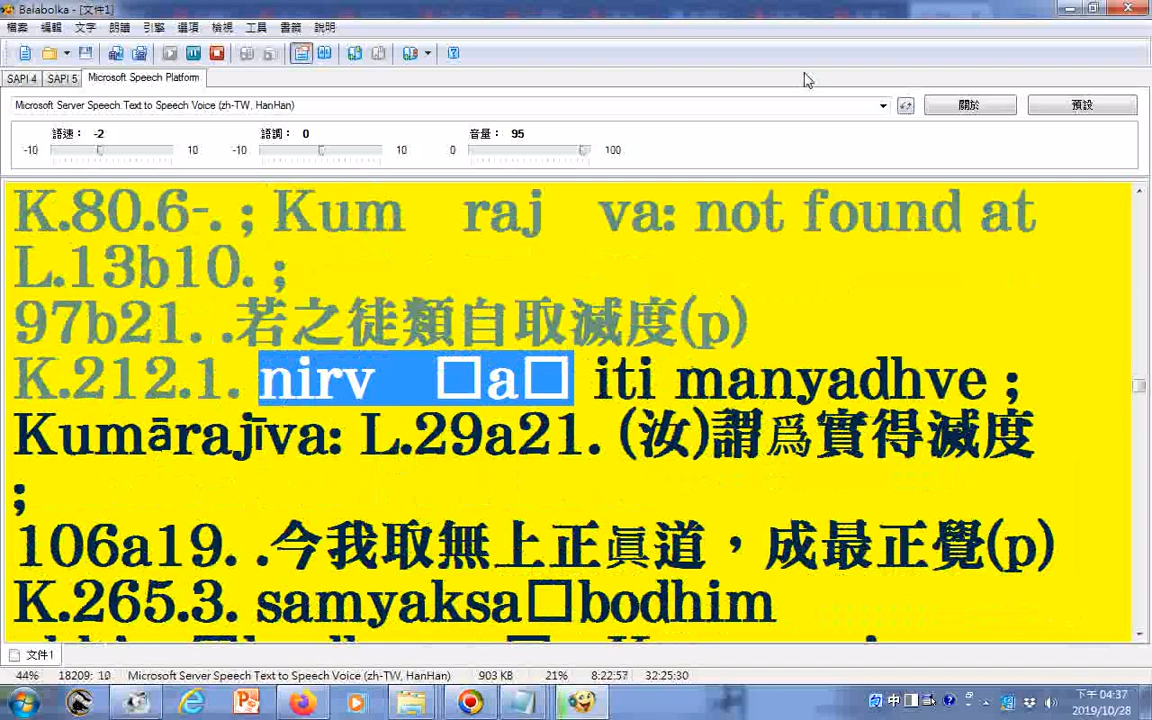 Balabolka - [文件1]
檔案 編輯 文字 朗讀 引擎 選項 檢視 工具 書籤 說明
SAPI 4 SAPI 5 Microsoft Speech Platform
Microsoft Server Speech Text to Speech Voice (zh-TW, HanHan) 關於 預設
語速： -2 語調： 0 音量： 95
-10 10 -10 10 0 100
K.80.6-. ; Kum raj va: not found at
L.13b10. ;
97b21. .若之徒類自取滅度(p)
K.212.1. nirv □a□ iti manyadhve ;
Kumārajīva: L.29a21. (汝)謂爲實得滅度
;
106a19. .今我取無上正眞道，成最正覺(p)
K.265.3. samyaksa□bodhim
文件1
44% 18209: 10 Microsoft Server Speech Text to Speech Voice (zh-TW, HanHan) 903 KB 21% 8:22:57 32:25:30
中 下午 04:37
2019/10/28